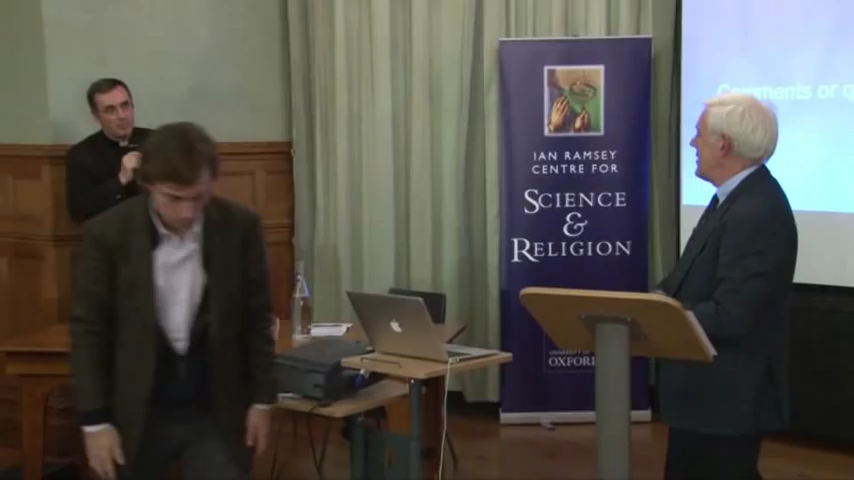 IAN RAMSEY
CENTRE FOR
SCIENCE
&
RELIGION
OXFORD
Comments or